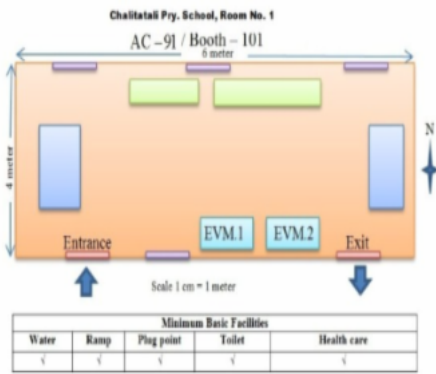 Chalitatali Pry. School, Room No. 1
AC – 91 / Booth – 101
6 meter
4 meter
N
EVM.1 EVM.2
Entrance Exit
Scale 1 cm = 1 meter
Minimum Basic Facilities
Water Ramp Plug point Toilet Health care
√ √ √ √ √